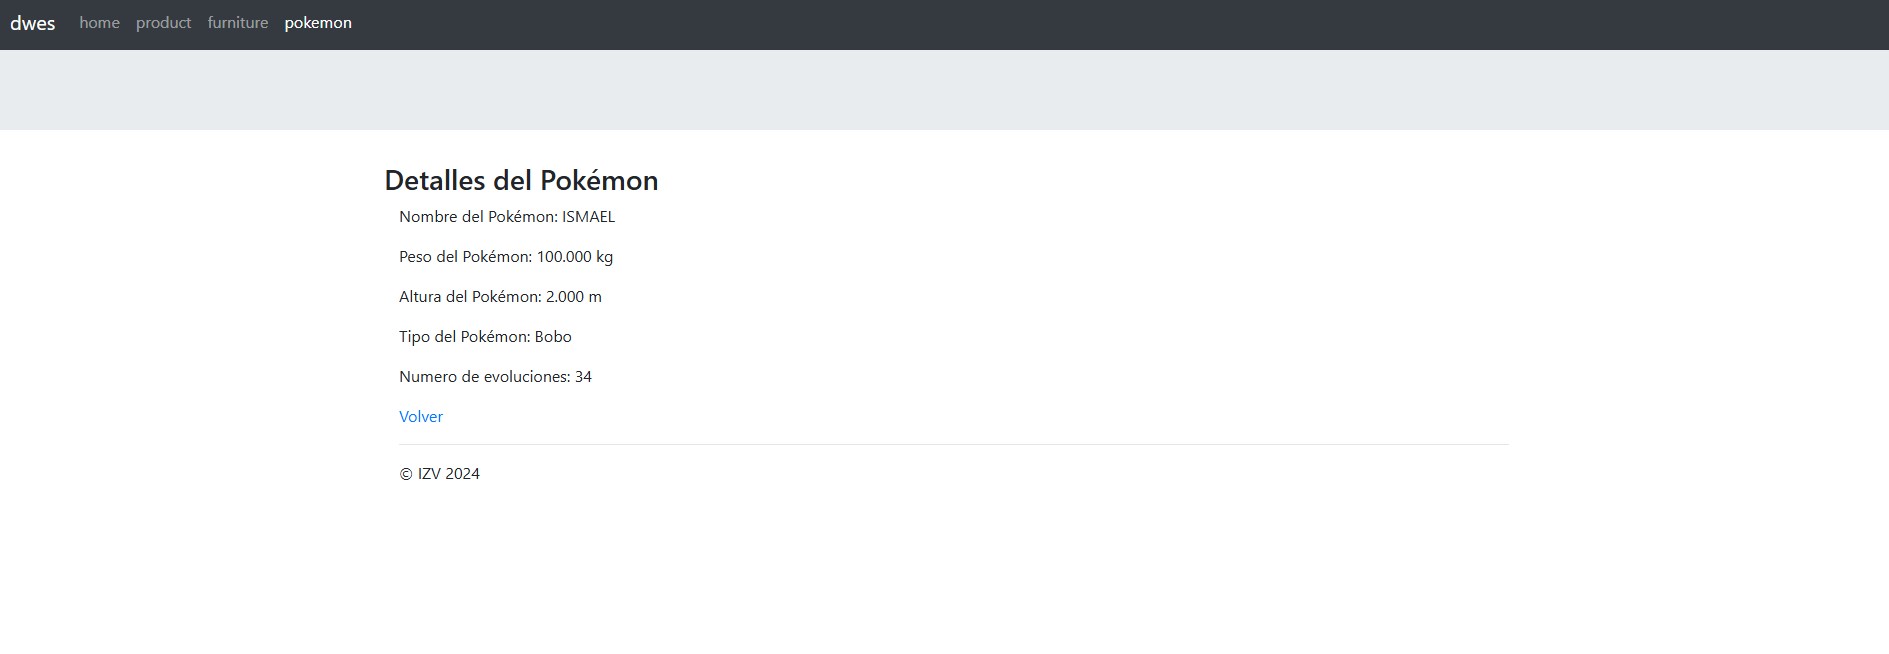 dwes home product furniture pokemon
Detalles del Pokémon
Nombre del Pokémon: ISMAEL
Peso del Pokémon: 100.000 kg
Altura del Pokémon: 2.000 m
Tipo del Pokémon: Bobo
Numero de evoluciones: 34
Volver
© IZV 2024